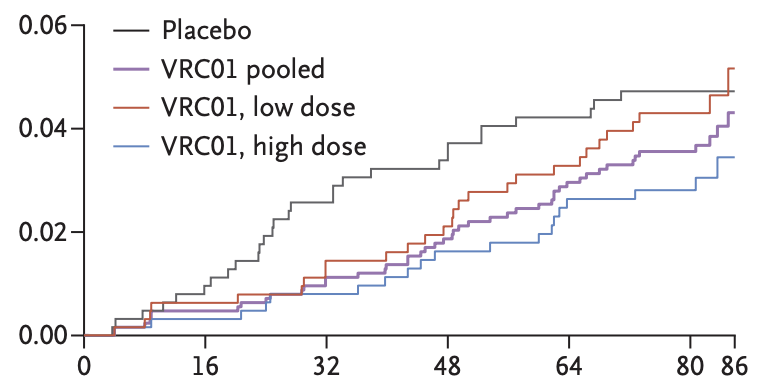 0.06
Placebo
VRC01 pooled
VRC01, low dose
0.04
VRC01, high dose
0.02
0.00
0 16 32 48 64 80 86